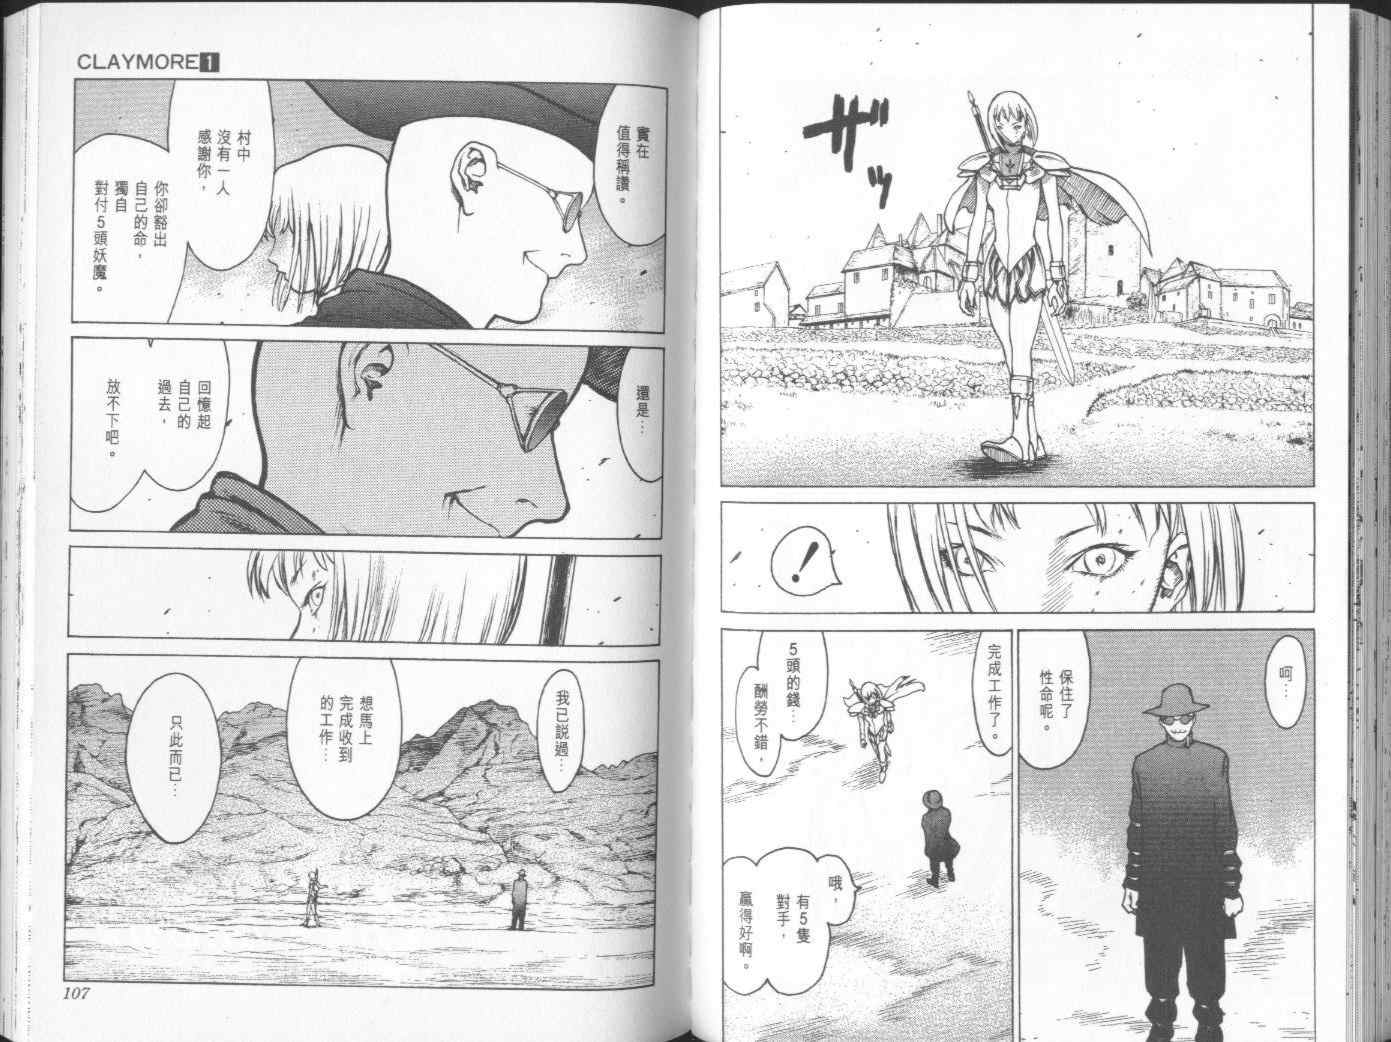 CLAYMORE 1
ザッ
!
呵…
保住了
性命呢。
完成工作了。
5頭的錢…
酬勞不錯，
哦，
有5隻
對手，
贏得好啊。
實在
值得稱讚。
村中
沒有一人
感謝你，
你卻豁出
自己的命，
獨自
對付5頭妖魔。
還是…
回憶起
自己的
過去，
放不下吧。
我已說過…
想馬上
完成收到
的工作…
只此而已…
107